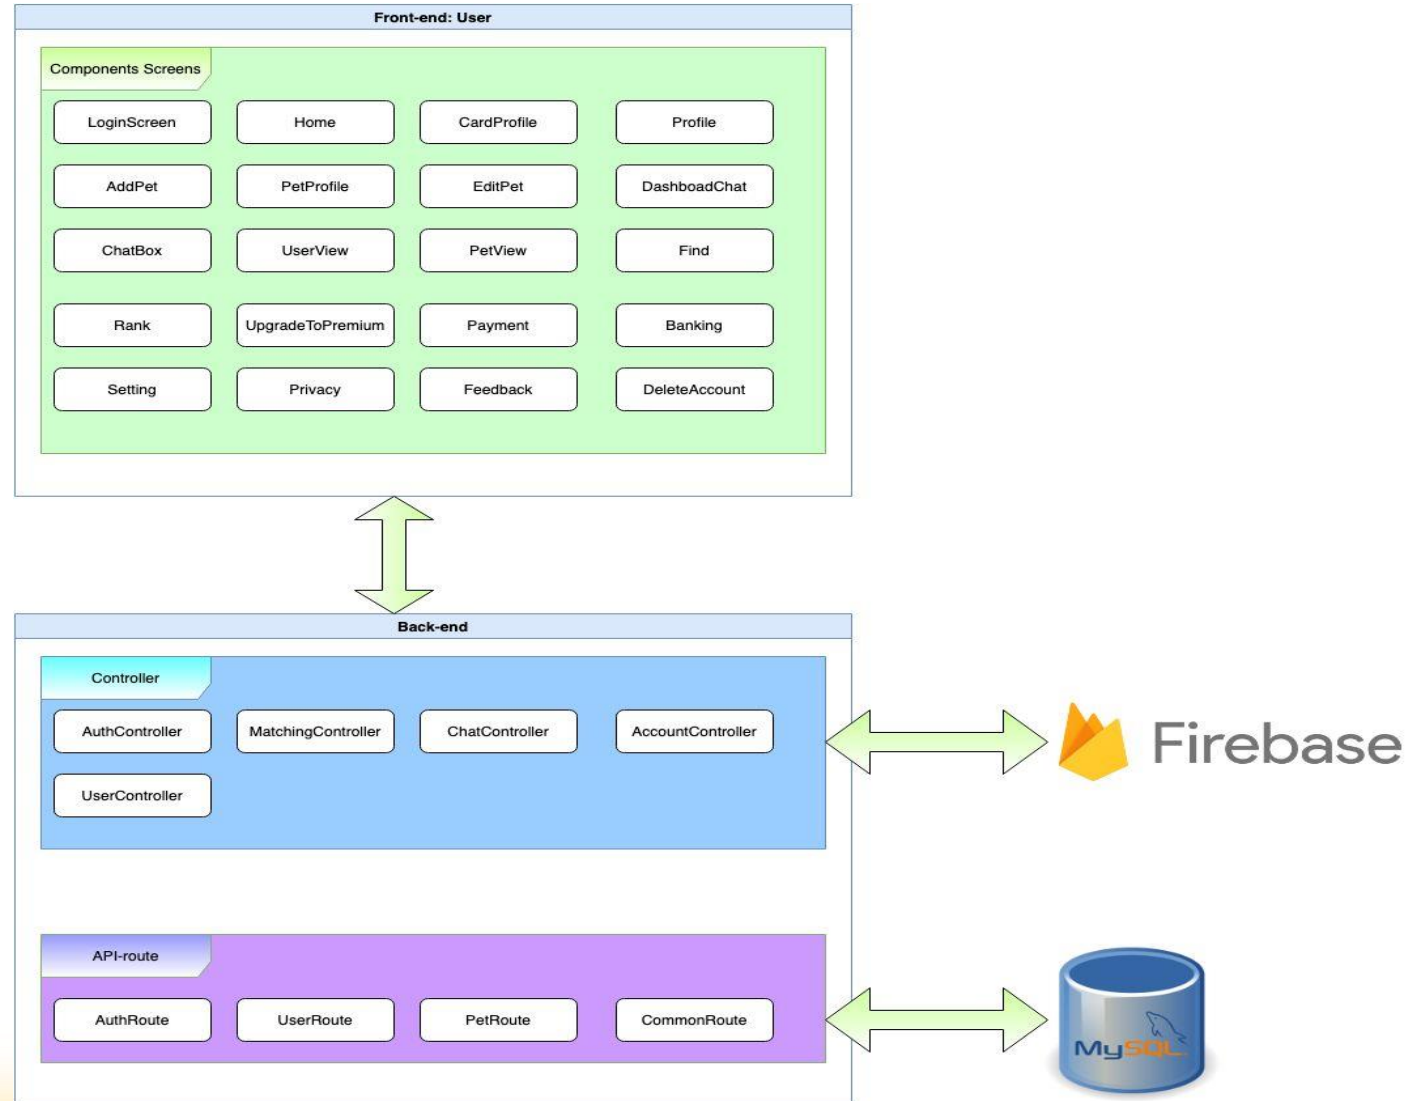 Front-end: User
Components Screens
LoginScreen
Home
CardProfile
Profile
AddPet
PetProfile
EditPet
DashboadChat
ChatBox
UserView
PetView
Find
Rank
UpgradeToPremium
Payment
Banking
Setting
Privacy
Feedback
DeleteAccount
Back-end
Controller
AuthController
MatchingController
ChatController
AccountController
UserController
Firebase
API-route
AuthRoute
UserRoute
PetRoute
CommonRoute
MySQL